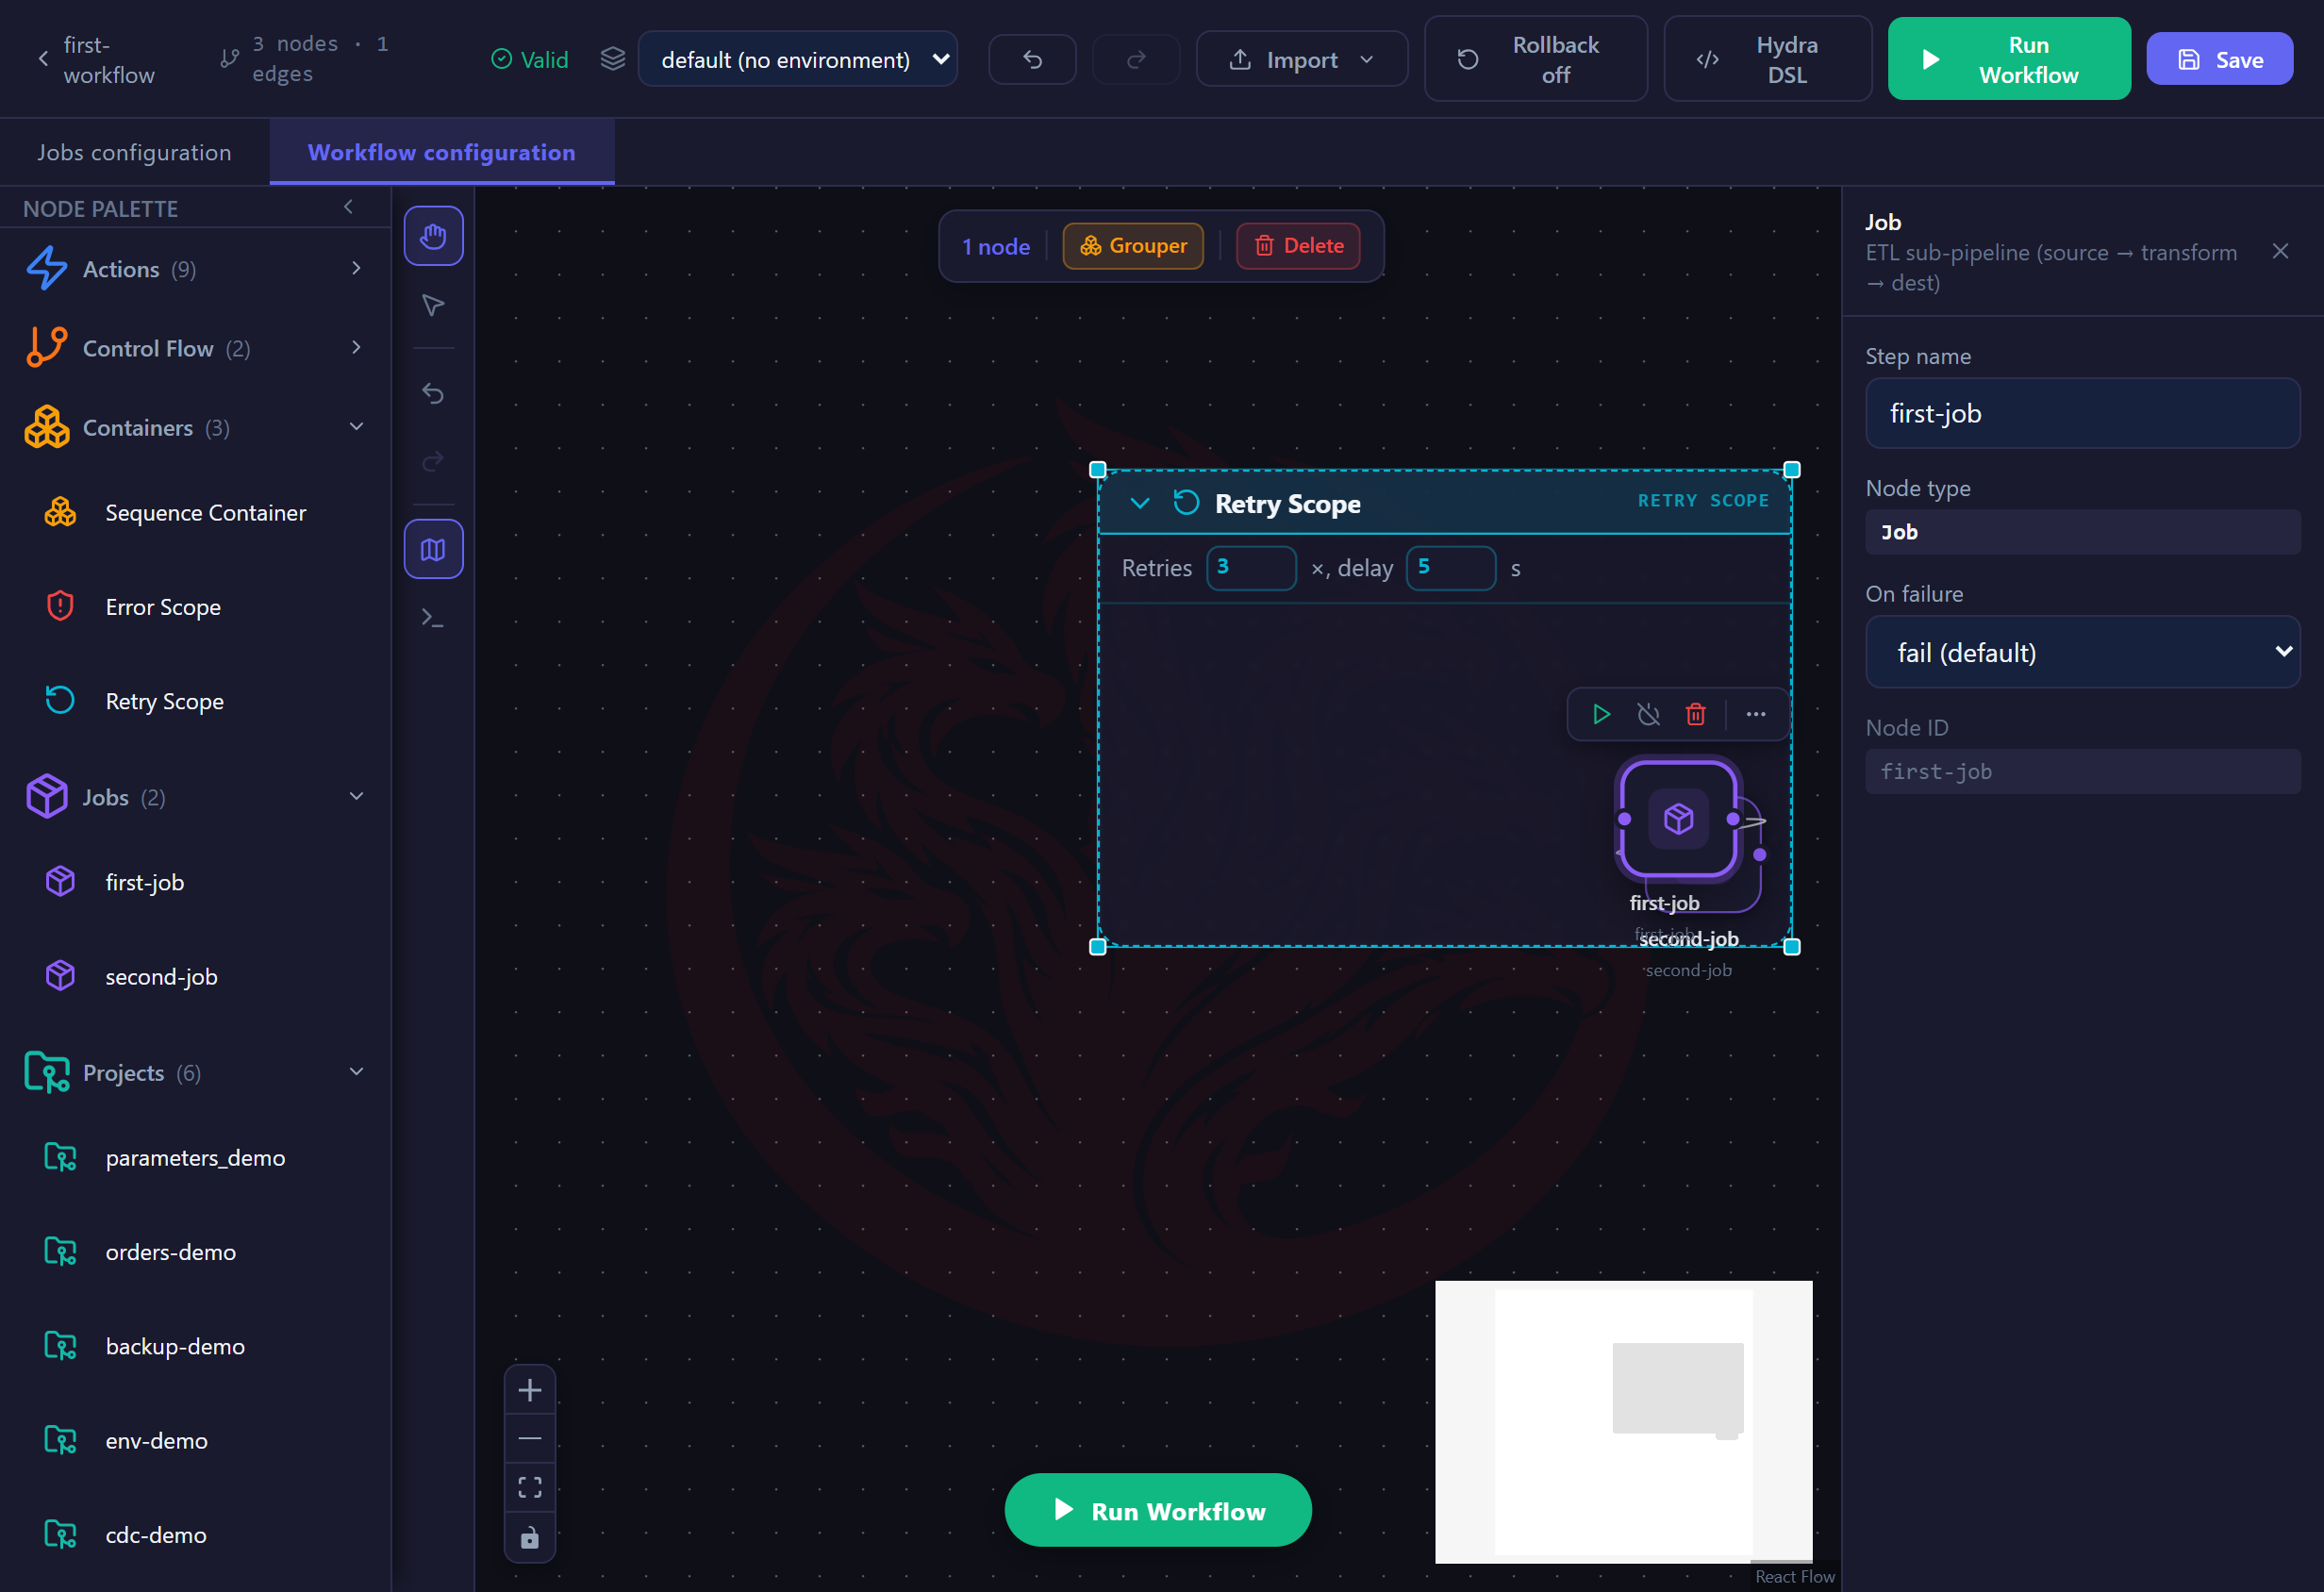 first-
workflow
3 nodes · 1
edges
Valid
default (no environment)
Import
Rollback
off
Hydra
DSL
Run
Workflow
Save
Jobs configuration
Workflow configuration
NODE PALETTE
Actions (9)
Control Flow (2)
Containers (3)
Sequence Container
Error Scope
Retry Scope
Jobs (2)
first-job
second-job
Projects (6)
parameters_demo
orders-demo
backup-demo
env-demo
cdc-demo
1 node
Grouper
Delete
Retry Scope
RETRY SCOPE
Retries 3 ×, delay 5 s
first-job
first-job
second-job
second-job
Run Workflow
React Flow
Job
ETL sub-pipeline (source → transform
→ dest)
Step name
first-job
Node type
Job
On failure
fail (default)
Node ID
first-job